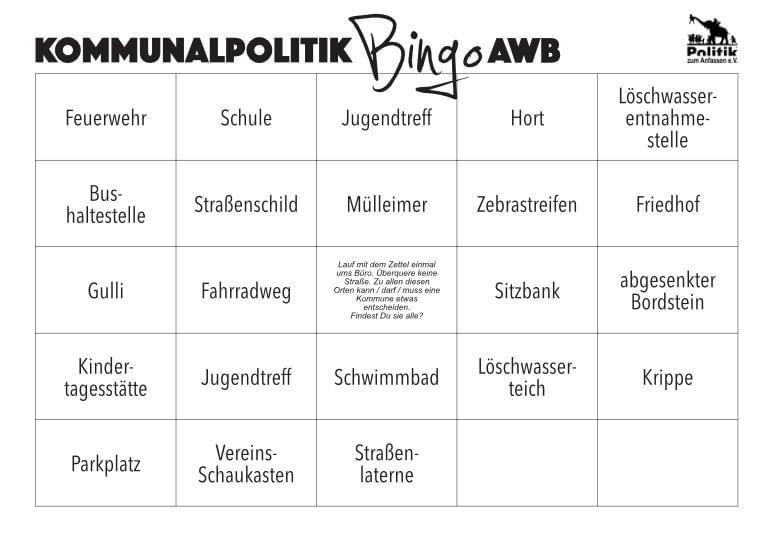 KOMMUNALPOLITIK Bingo AWB
Politik
zum Anfassen e.V.
Feuerwehr
Schule
Jugendtreff
Hort
Löschwasser-
entnahme-
stelle
Bus-
haltestelle
Straßenschild
Mülleimer
Zebrastreifen
Friedhof
Gulli
Fahrradweg
Lauf mit dem Zettel einmal
ums Büro. Überquere keine
Straße. Zu allen diesen
Orten kann / darf / muss eine
Kommune etwas
entscheiden.
Findest Du sie alle?
Sitzbank
abgesenkter
Bordstein
Kinder-
tagesstätte
Jugendtreff
Schwimmbad
Löschwasser-
teich
Krippe
Parkplatz
Vereins-
Schaukasten
Straßen-
laterne